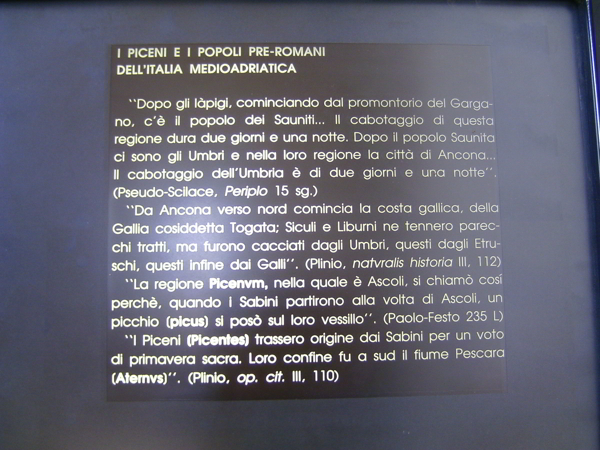 I PICENI E I POPOLI PRE-ROMANI
DELL'ITALIA MEDIOADRIATICA
"Dopo gli làpigi, cominciando dal promontorio del Garga-
no, c'è il popolo dei Sauniti... Il cabotaggio di questa
regione dura due giorni e una notte. Dopo il popolo Saunita
ci sono gli Umbri e nella loro regione la città di Ancona...
Il cabotaggio dell'Umbria è di due giorni e una notte".
(Pseudo-Scilace, Periplo 15 sg.)
"Da Ancona verso nord comincia la costa gallica, della
Gallia cosiddetta Togata; Siculi e Liburni ne tennero parec-
chi tratti, ma furono cacciati dagli Umbri, questi dagli Etru-
schi, questi infine dai Galli". (Plinio, natvralis historia III, 112)
"La regione Picenvm, nella quale è Ascoli, si chiamò così
perchè, quando i Sabini partirono alla volta di Ascoli, un
picchio (picus) si posò sul loro vessillo". (Paolo-Festo 235 L)
"I Piceni (Picentes) trassero origine dai Sabini per un voto
di primavera sacra. Loro confine fu a sud il fiume Pescara
(Aternvs)". (Plinio, op. cit. III, 110)